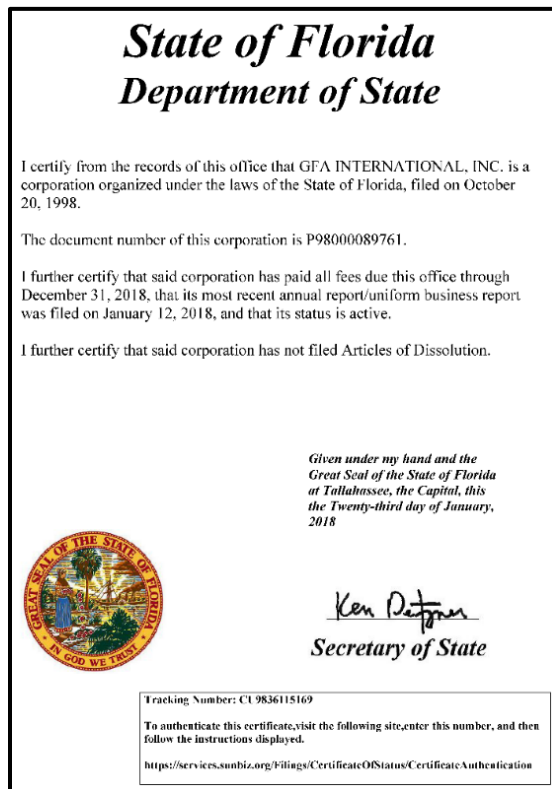 State of Florida
Department of State
I certify from the records of this office that GFA INTERNATIONAL, INC. is a
corporation organized under the laws of the State of Florida, filed on October
20, 1998.
The document number of this corporation is P98000089761.
I further certify that said corporation has paid all fees due this office through
December 31, 2018, that its most recent annual report/uniform business report
was filed on January 12, 2018, and that its status is active.
I further certify that said corporation has not filed Articles of Dissolution.
Given under my hand and the
Great Seal of the State of Florida
at Tallahassee, the Capital, this
the Twenty-third day of January,
2018
GREAT SEAL OF THE STATE OF FLORIDA
IN GOD WE TRUST
Ken Detzner
Secretary of State
Tracking Number: CU9836115169
To authenticate this certificate,visit the following site,enter this number, and then
follow the instructions displayed.
https://services.sunbiz.org/Filings/CertificateOfStatus/CertificateAuthentication